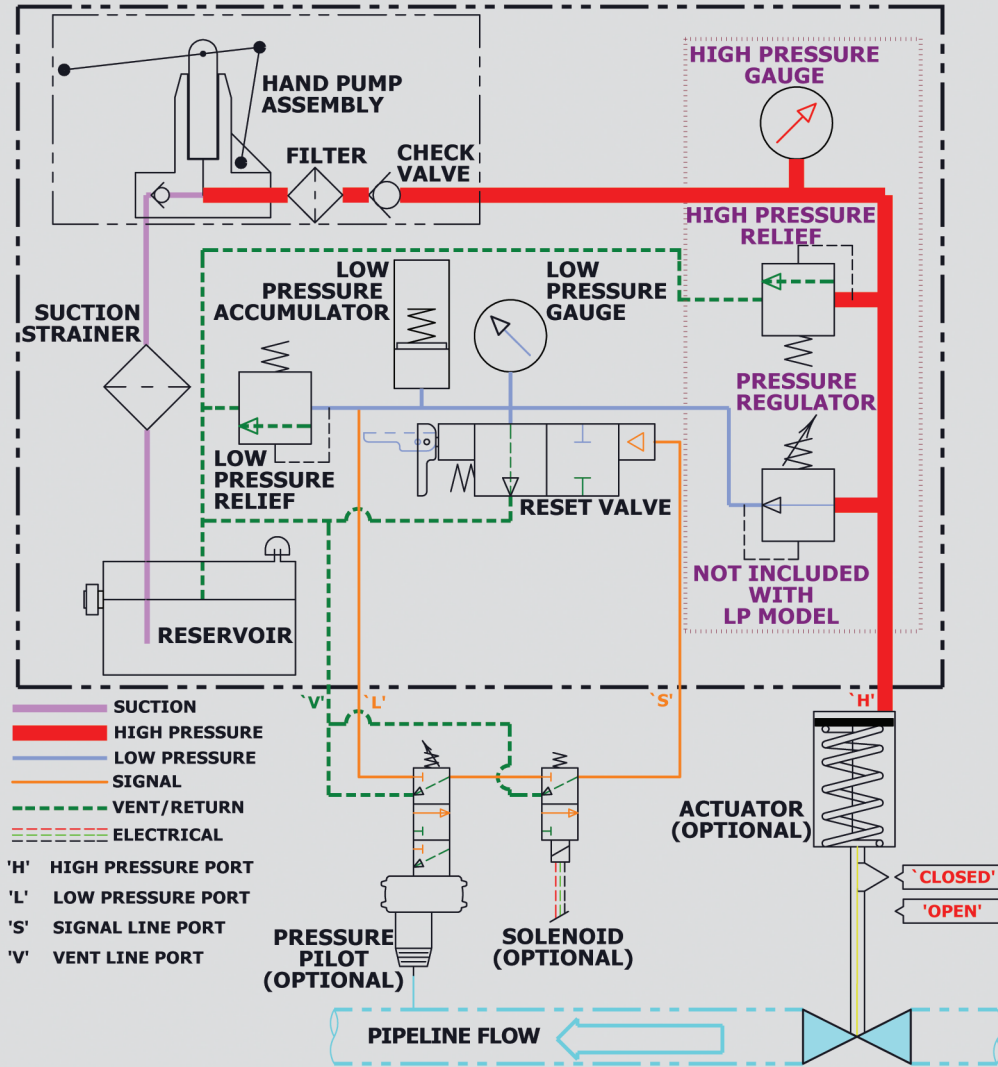 HAND PUMP
ASSEMBLY
FILTER
CHECK
VALVE
HIGH PRESSURE
GAUGE
HIGH PRESSURE
RELIEF
LOW
PRESSURE
ACCUMULATOR
LOW
PRESSURE
GAUGE
SUCTION
STRAINER
PRESSURE
REGULATOR
LOW
PRESSURE
RELIEF
RESET VALVE
NOT INCLUDED
WITH
LP MODEL
RESERVOIR
`V'
`L'
`S'
`H'
SUCTION
HIGH PRESSURE
LOW PRESSURE
SIGNAL
VENT/RETURN
ELECTRICAL
'H' HIGH PRESSURE PORT
'L' LOW PRESSURE PORT
'S' SIGNAL LINE PORT
'V' VENT LINE PORT
ACTUATOR
(OPTIONAL)
`CLOSED'
'OPEN'
PRESSURE
PILOT
(OPTIONAL)
SOLENOID
(OPTIONAL)
PIPELINE FLOW